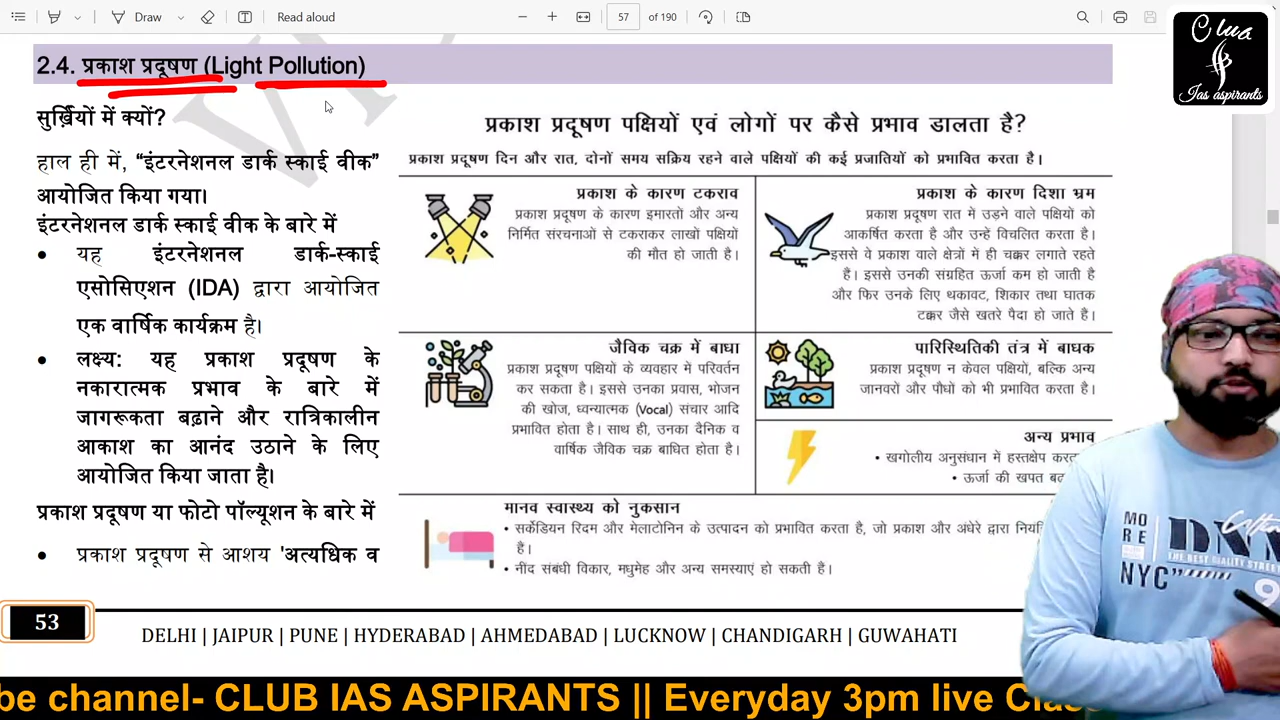 Draw
Read aloud
57
of 190
Club
Ias aspirants
2.4. प्रकाश प्रदूषण (Light Pollution)
सुर्ख़ियों में क्यों?
हाल ही में, “इंटरनेशनल डार्क स्काई वीक”
आयोजित किया गया।
इंटरनेशनल डार्क स्काई वीक के बारे में
• यह इंटरनेशनल डार्क-स्काई
एसोसिएशन (IDA) द्वारा आयोजित
एक वार्षिक कार्यक्रम है।
• लक्ष्य: यह प्रकाश प्रदूषण के
नकारात्मक प्रभाव के बारे में
जागरूकता बढ़ाने और रात्रिकालीन
आकाश का आनंद उठाने के लिए
आयोजित किया जाता है।
प्रकाश प्रदूषण या फोटो पॉल्यूशन के बारे में
• प्रकाश प्रदूषण से आशय 'अत्यधिक व
प्रकाश प्रदूषण पक्षियों एवं लोगों पर कैसे प्रभाव डालता है?
प्रकाश प्रदूषण दिन और रात, दोनों समय सक्रिय रहने वाले पक्षियों की कई प्रजातियों को प्रभावित करता है।
प्रकाश के कारण टकराव
प्रकाश प्रदूषण के कारण इमारतों और अन्य
निर्मित संरचनाओं से टकराकर लाखों पक्षियों
की मौत हो जाती है।
प्रकाश के कारण दिशा भ्रम
प्रकाश प्रदूषण रात में उड़ने वाले पक्षियों को
आकर्षित करता है और उन्हें विचलित करता है।
इससे वे प्रकाश वाले क्षेत्रों में ही चक्कर लगाते रहते
हैं। इससे उनकी संग्रहित ऊर्जा कम हो जाती है
और फिर उनके लिए थकावट, शिकार तथा घातक
टक्कर जैसे खतरे पैदा हो जाते हैं।
जैविक चक्र में बाधा
प्रकाश प्रदूषण पक्षियों के व्यवहार में परिवर्तन
कर सकता है। इससे उनका प्रवास, भोजन
की खोज, ध्वन्यात्मक (Vocal) संचार आदि
प्रभावित होता है। साथ ही, उनका दैनिक व
वार्षिक जैविक चक्र बाधित होता है।
पारिस्थितिकी तंत्र में बाधक
प्रकाश प्रदूषण न केवल पक्षियों, बल्कि अन्य
जानवरों और पौधों को भी प्रभावित करता है।
अन्य प्रभाव
• खगोलीय अनुसंधान में हस्तक्षेप
• ऊर्जा की खपत
मानव स्वास्थ्य को नुकसान
• सर्केडियन रिदम और मेलाटोनिन के उत्पादन को प्रभावित करता है, जो प्रकाश और अंधेरे द्वारा
है।
• नींद संबंधी विकार, मधुमेह और अन्य समस्याएं हो सकती हैं।
53
DELHI | JAIPUR | PUNE | HYDERABAD | AHMEDABAD | LUCKNOW | CHANDIGARH | GUWAHATI
MO
RE
NYC
be channel- CLUB IAS ASPIRANTS || Everyday 3pm live Clas